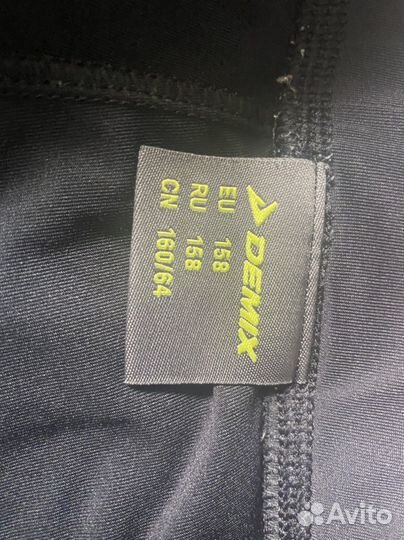 DEMIX
EU 158
RU 158
CN 160/64
Avito